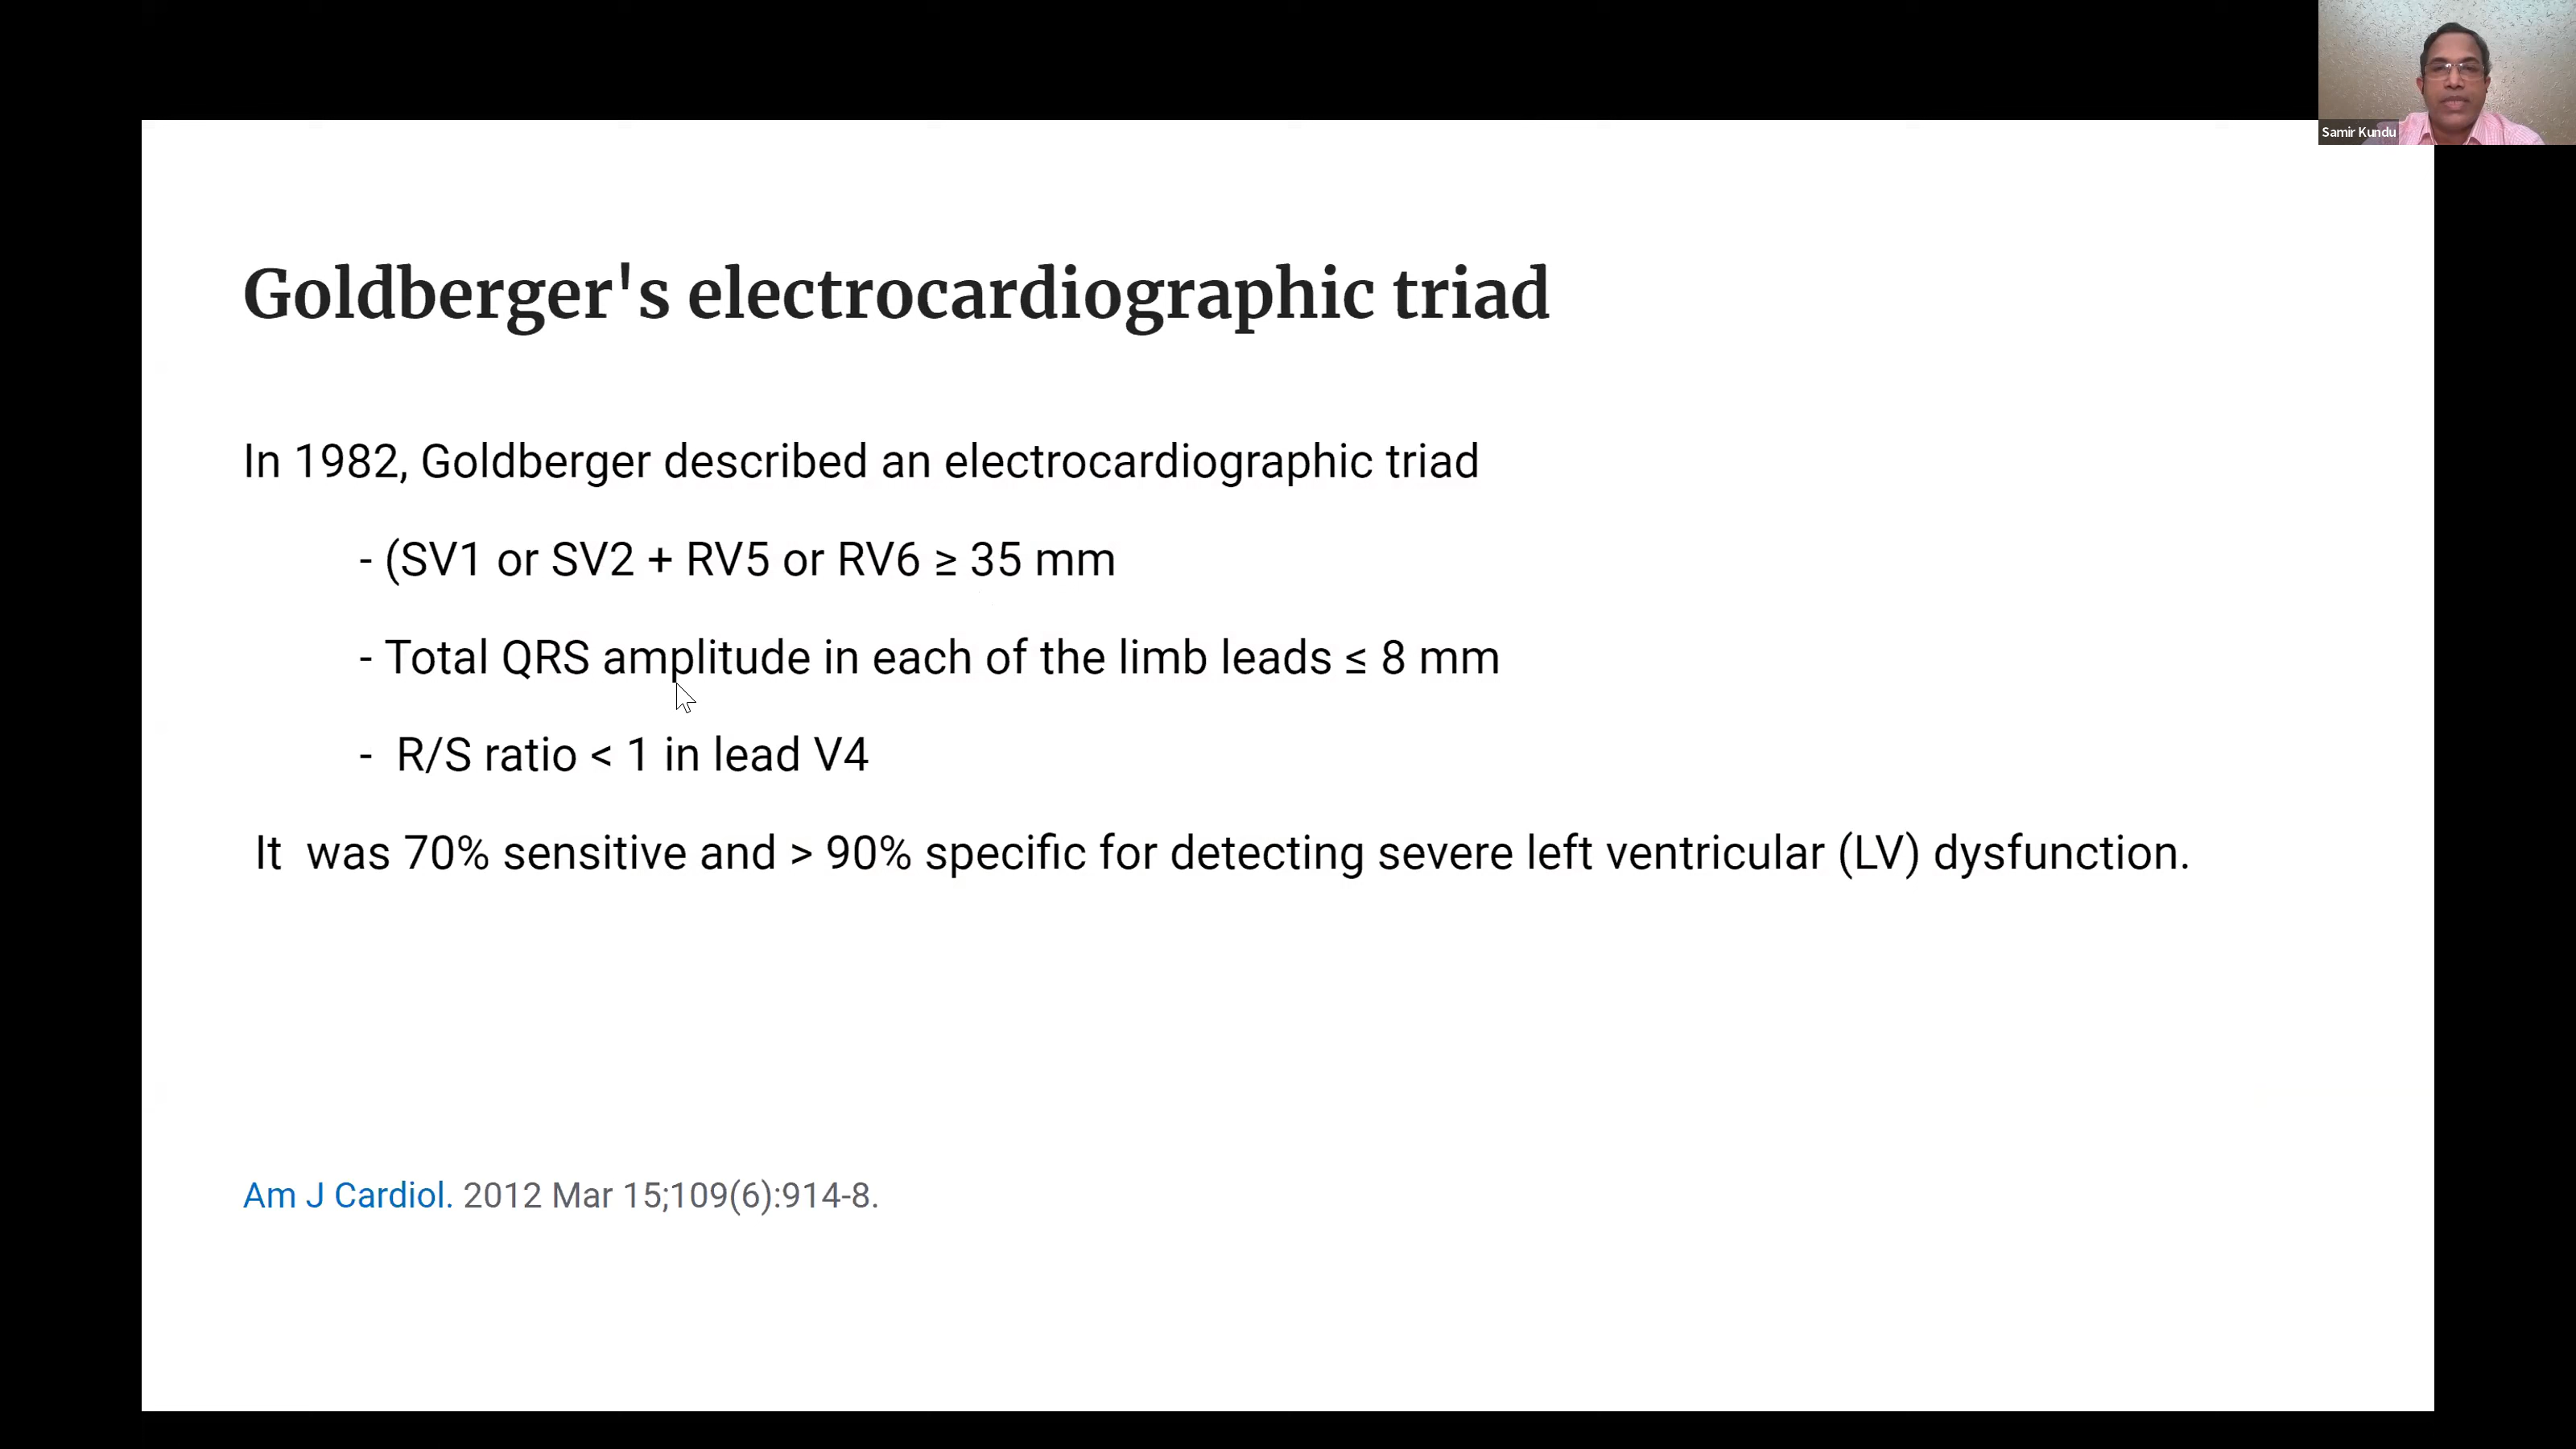 Samir Kundu
Goldberger's electrocardiographic triad
In 1982, Goldberger described an electrocardiographic triad
- (SV1 or SV2 + RV5 or RV6 ≥ 35 mm
- Total QRS amplitude in each of the limb leads ≤ 8 mm
- R/S ratio < 1 in lead V4
It was 70% sensitive and > 90% specific for detecting severe left ventricular (LV) dysfunction.
Am J Cardiol. 2012 Mar 15;109(6):914-8.